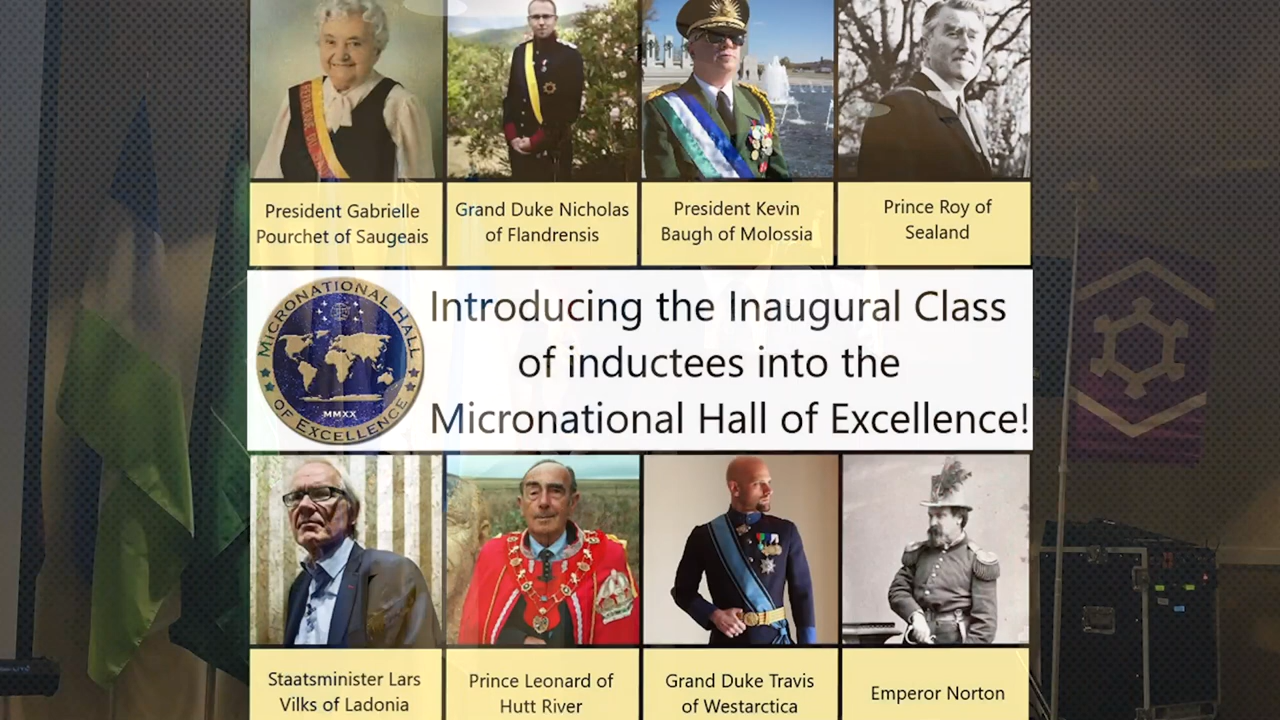 President Gabrielle
Pourchet of Saugeais
Grand Duke Nicholas
of Flandrensis
President Kevin
Baugh of Molossia
Prince Roy of
Sealand
MICRONATIONAL HALL
OF EXCELLENCE
MMXX
Introducing the Inaugural Class
of inductees into the
Micronational Hall of Excellence!
Staatsminister Lars
Vilks of Ladonia
Prince Leonard of
Hutt River
Grand Duke Travis
of Westarctica
Emperor Norton